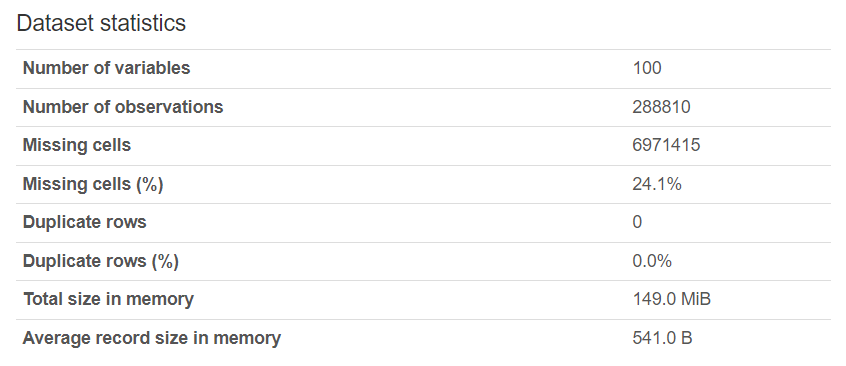 Dataset statistics
Number of variables 100
Number of observations 288810
Missing cells 6971415
Missing cells (%) 24.1%
Duplicate rows 0
Duplicate rows (%) 0.0%
Total size in memory 149.0 MiB
Average record size in memory 541.0 B